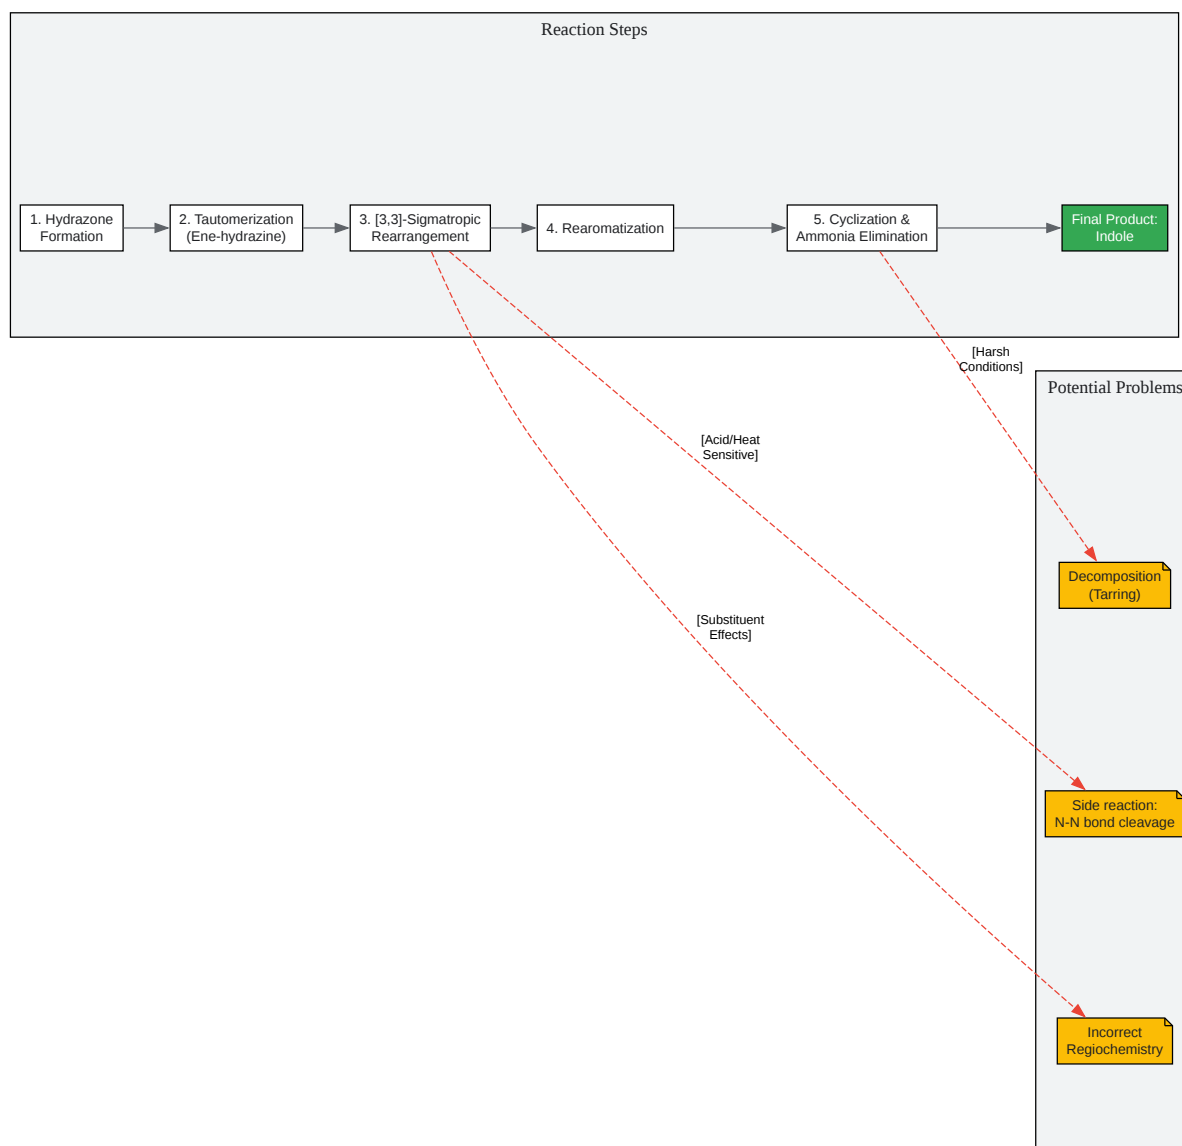 Reaction Steps
1. Hydrazone
Formation
2. Tautomerization
(Ene-hydrazine)
3. [3,3]-Sigmatropic
Rearrangement
4. Rearomatization
5. Cyclization &
Ammonia Elimination
Final Product:
Indole
[Harsh
Conditions]
Potential Problems
[Acid/Heat
Sensitive]
Decomposition
(Tarring)
[Substituent
Effects]
Side reaction:
N-N bond cleavage
Incorrect
Regiochemistry